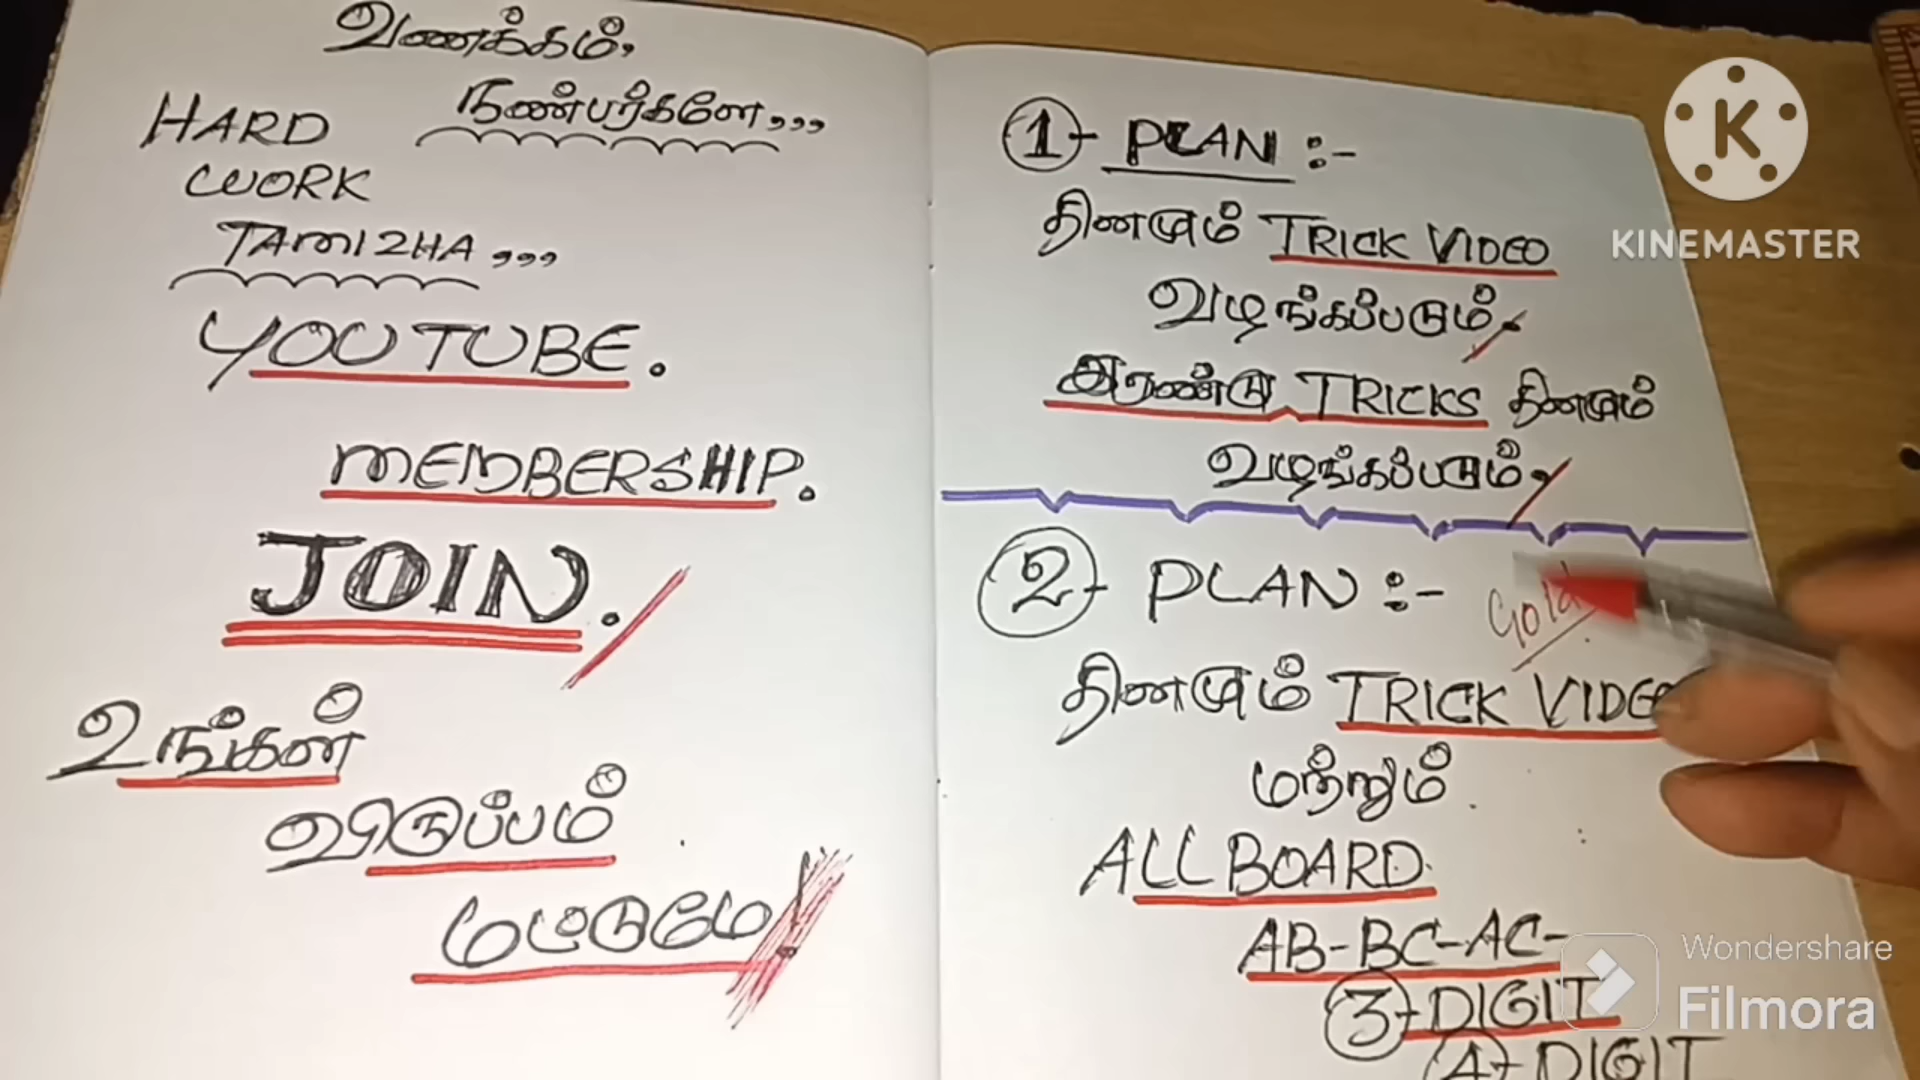 வணக்கம்,
நண்பர்களே,,,
HARD
WORK
TAMIZHA,,,
YOUTUBE.
MEMBERSHIP.
JOIN.
உங்கள்
விருப்பம்
மட்டுமே!
1- PLAN :-
தினமும் TRICK VIDEO
வழங்கப்படும்.
இரண்டு TRICKS தினமும்
வழங்கப்படும்.
2- PLAN :- Gold
தினமும் TRICK VIDEO
மற்றும்
ALL BOARD
AB-BC-AC-
3-DIGIT
4-DIGIT
K
KINEMASTER
Wondershare
Filmora